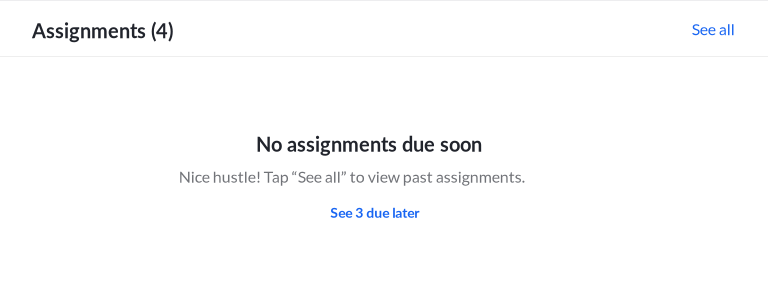 Assignments (4)
See all
No assignments due soon
Nice hustle! Tap “See all” to view past assignments.
See 3 due later